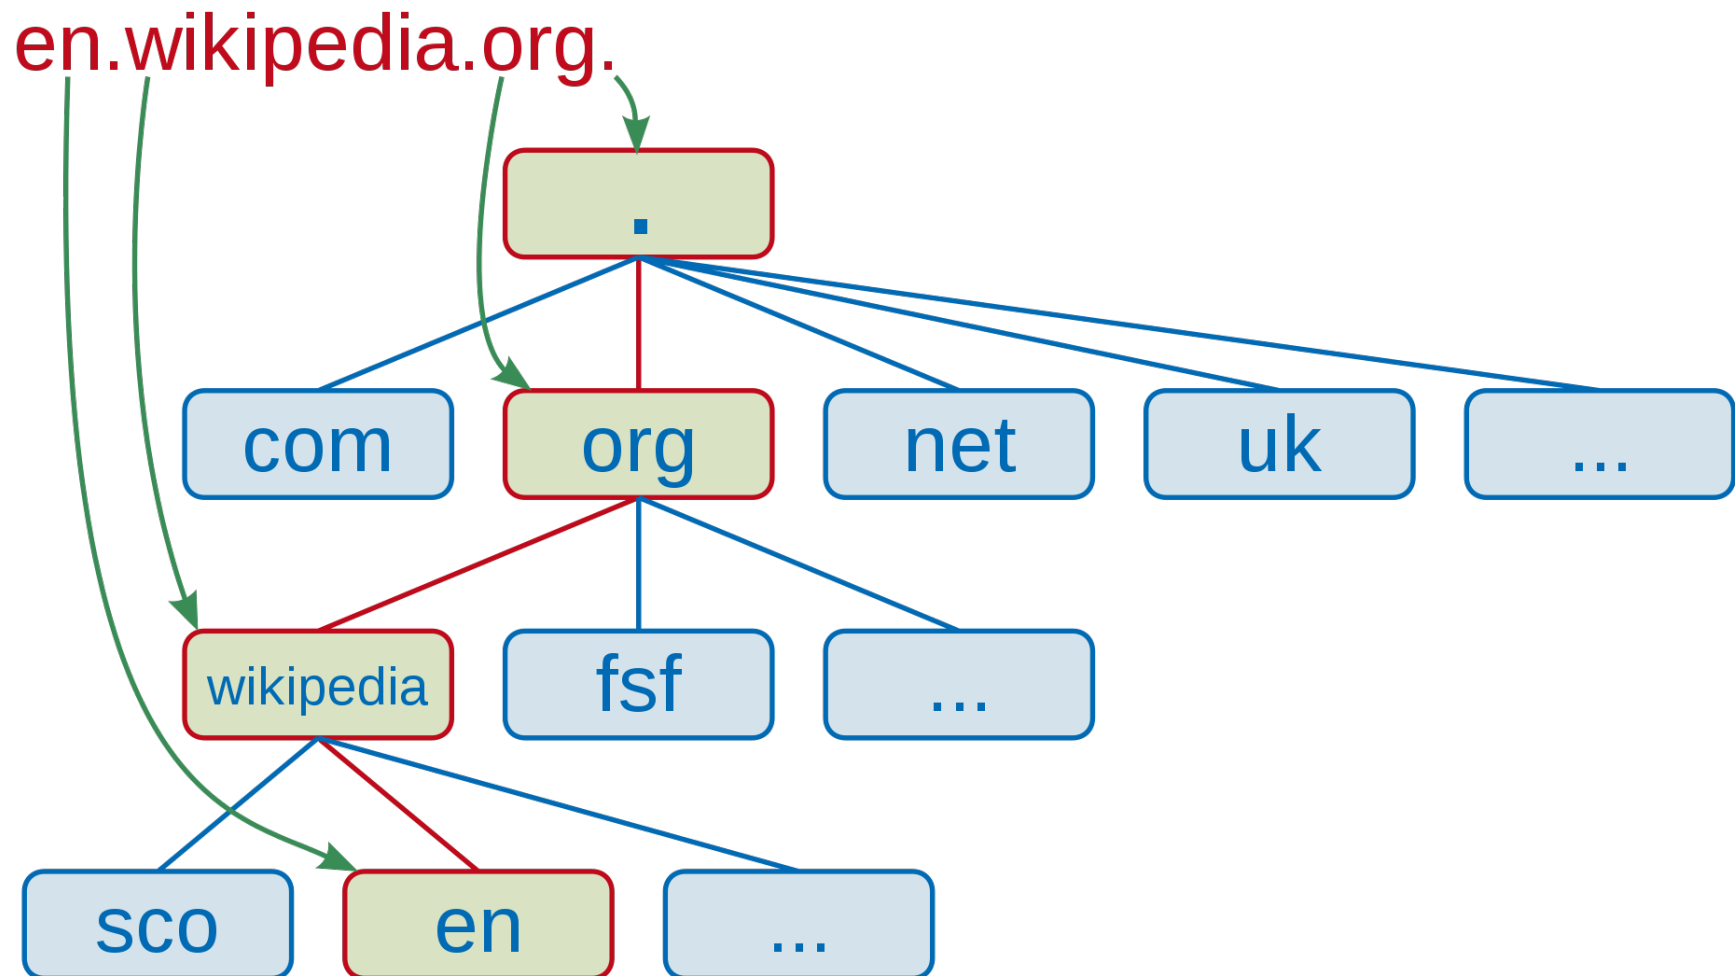 en.wikipedia.org.
.
com org net uk ...
wikipedia fsf ...
sco en ...